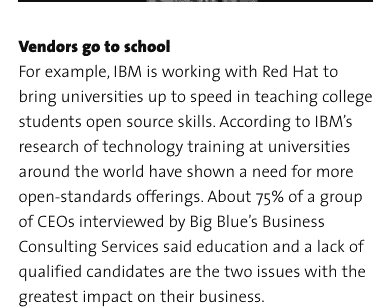 Vendors go to school
For example, IBM is working with Red Hat to
bring universities up to speed in teaching college
students open source skills. According to IBM's
research of technology training at universities
around the world have shown a need for more
open-standards offerings. About 75% of a group
of CEOs interviewed by Big Blue's Business
Consulting Services said education and a lack of
qualified candidates are the two issues with the
greatest impact on their business.